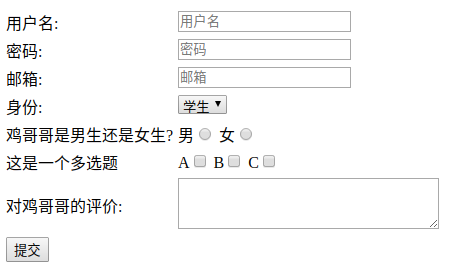 用户名: 用户名
密码: 密码
邮箱: 邮箱
身份: 学生
鸡哥哥是男生还是女生? 男 女
这是一个多选题 A B C
对鸡哥哥的评价:
提交